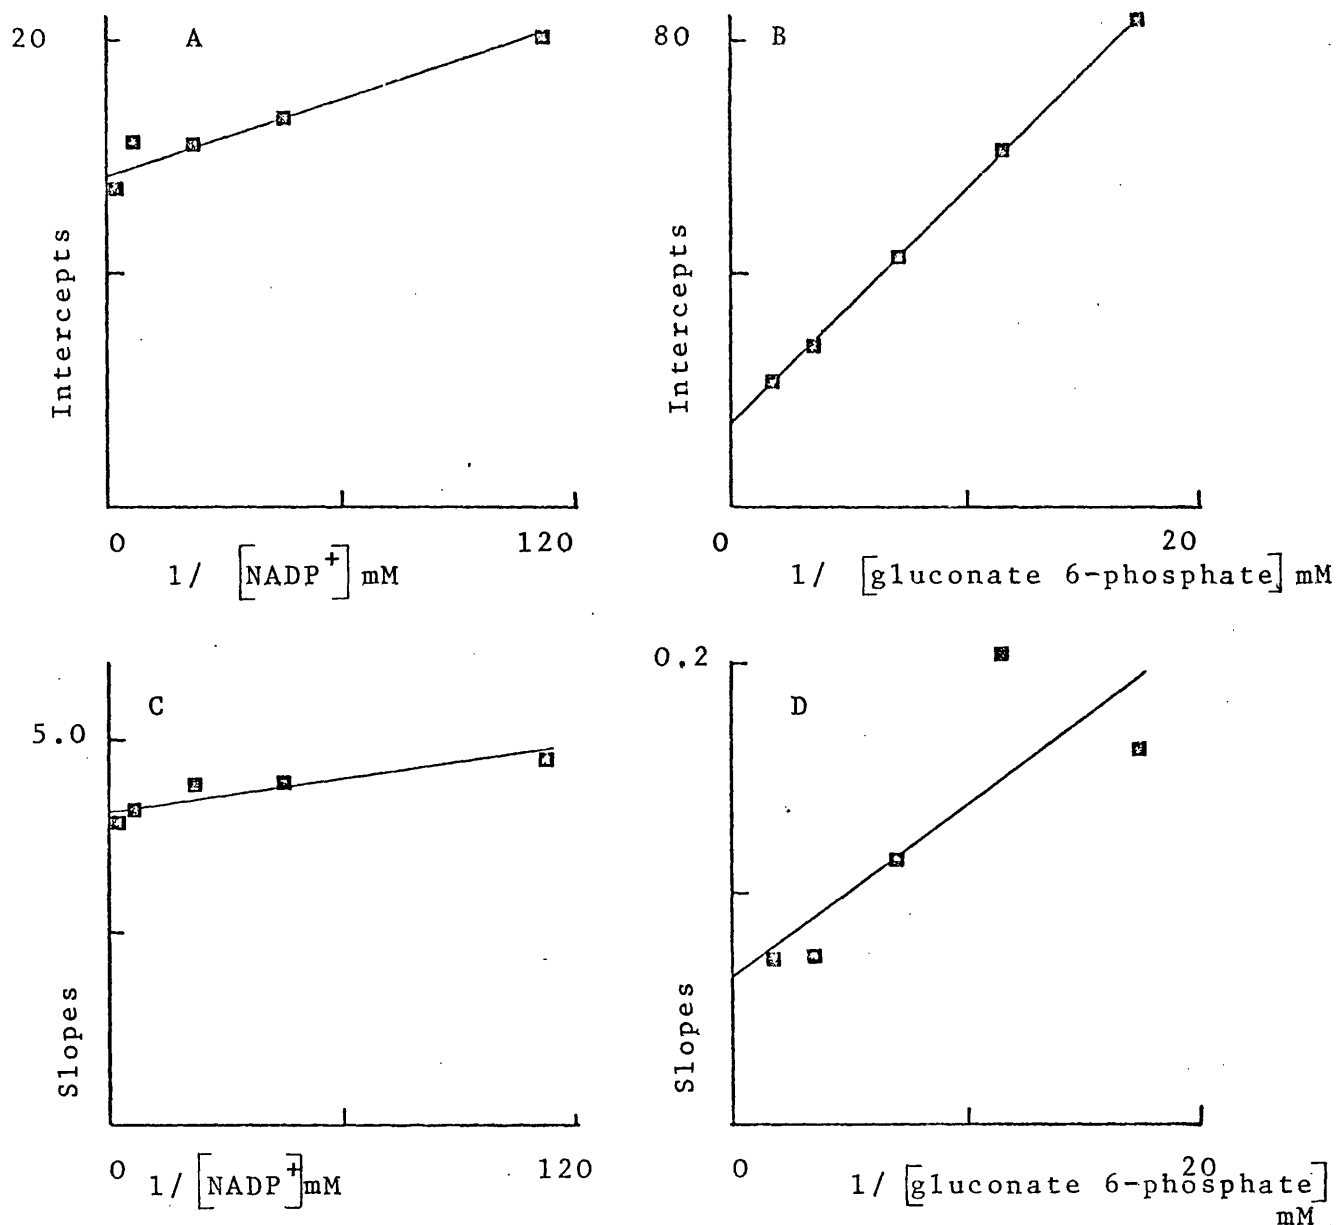 20
A
Intercepts
0
120
1/ [NADP+] mM
80
B
Intercepts
0
20
1/ [gluconate 6-phosphate] mM
5.0
C
Slopes
0
120
1/ [NADP+] mM
0.2
D
Slopes
0
20
1/ [gluconate 6-phosphate]
mM